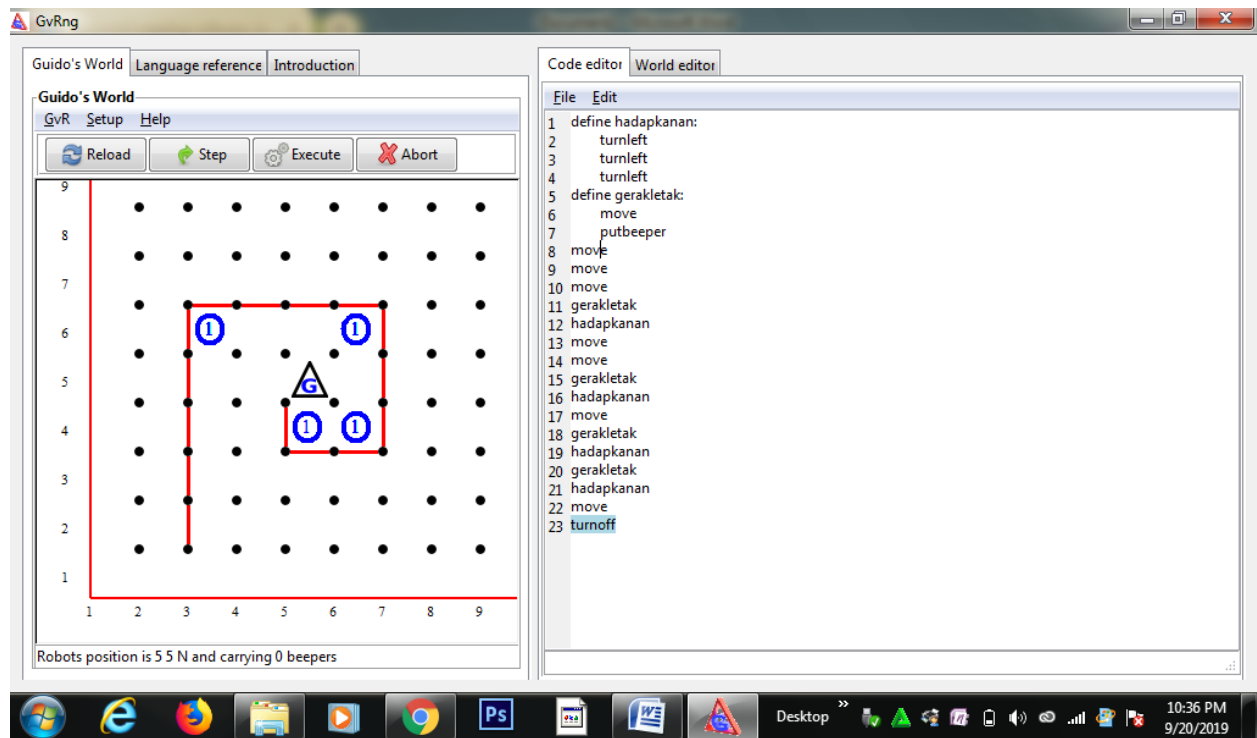 GvRng
Guido's World Language reference Introduction
Guido's World
GvR Setup Help
Reload Step Execute Abort
9
8
7
6
5
4
3
2
1
1 2 3 4 5 6 7 8 9
1 1
G
1 1
Robots position is 5 5 N and carrying 0 beepers
Code editor World editor
File Edit
1 define hadapkanan:
2 turnleft
3 turnleft
4 turnleft
5 define gerakletak:
6 move
7 putbeeper
8 move
9 move
10 move
11 gerakletak
12 hadapkanan
13 move
14 move
15 gerakletak
16 hadapkanan
17 move
18 gerakletak
19 hadapkanan
20 gerakletak
21 hadapkanan
22 move
23 turnoff
Ps
Desktop »
10:36 PM
9/20/2019